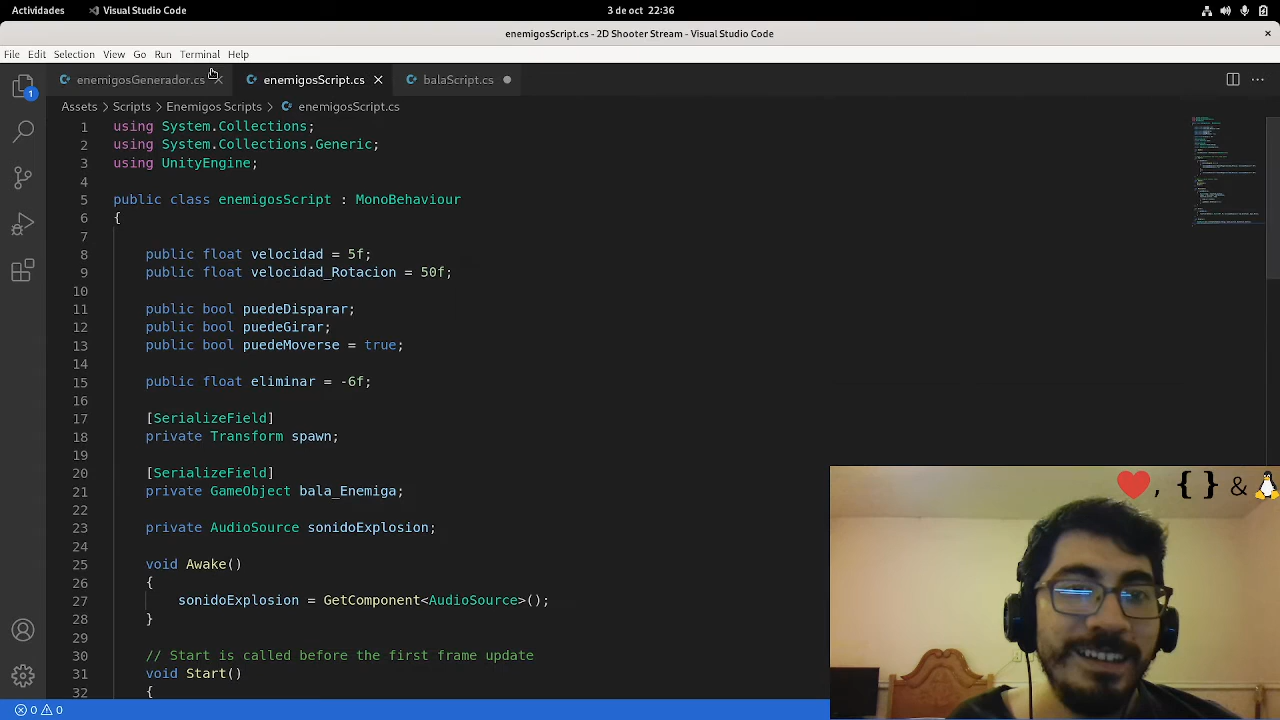 Actividades Visual Studio Code 3 de oct 22:36
enemigosScript.cs - 2D Shooter Stream - Visual Studio Code
File Edit Selection View Go Run Terminal Help
enemigosGenerador.cs enemigosScript.cs balaScript.cs
Assets > Scripts > Enemigos Scripts > enemigosScript.cs
1 using System.Collections;
2 using System.Collections.Generic;
3 using UnityEngine;
4
5 public class enemigosScript : MonoBehaviour
6 {
7
8 public float velocidad = 5f;
9 public float velocidad_Rotacion = 50f;
10
11 public bool puedeDisparar;
12 public bool puedeGirar;
13 public bool puedeMoverse = true;
14
15 public float eliminar = -6f;
16
17 [SerializeField]
18 private Transform spawn;
19
20 [SerializeField]
21 private GameObject bala_Enemiga;
22
23 private AudioSource sonidoExplosion;
24
25 void Awake()
26 {
27 sonidoExplosion = GetComponent<AudioSource>();
28 }
29
30 // Start is called before the first frame update
31 void Start()
32 {
1
0 0
, { } &